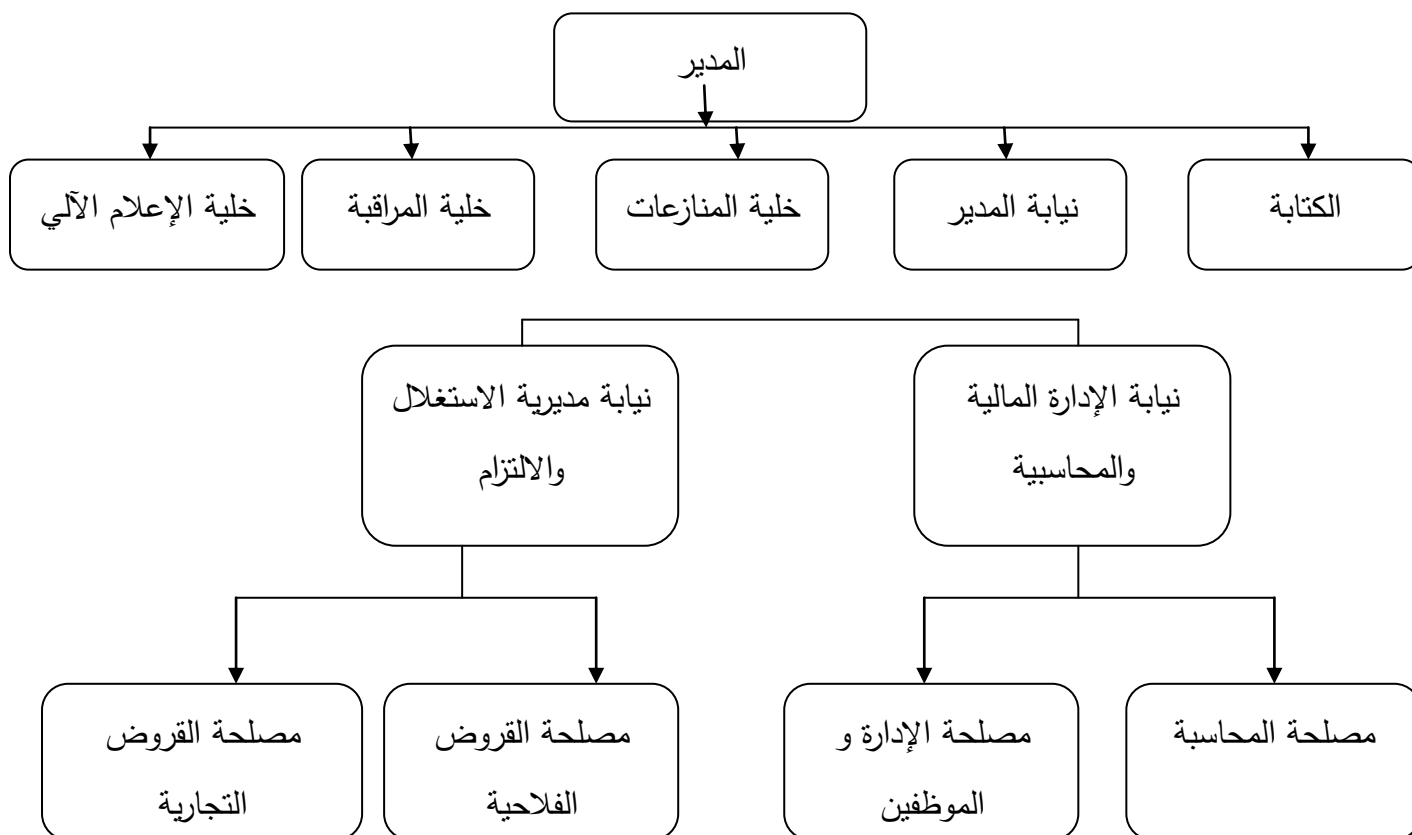 المدير
الكتابة
نيابة المدير
خلية المنازعات
خلية المراقبة
خلية الإعلام الآلي
نيابة الإدارة المالية
والمحاسبية
نيابة مديرية الاستغلال
والالتزام
مصلحة المحاسبة
مصلحة الإدارة و
الموظفين
مصلحة القروض
الفلاحية
مصلحة القروض
التجارية